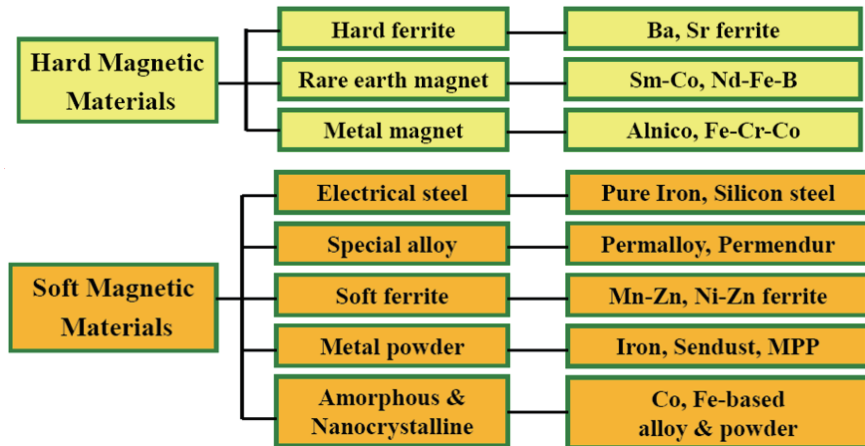 Hard Magnetic
Materials
Hard ferrite
Ba, Sr ferrite
Rare earth magnet
Sm-Co, Nd-Fe-B
Metal magnet
Alnico, Fe-Cr-Co
Soft Magnetic
Materials
Electrical steel
Pure Iron, Silicon steel
Special alloy
Permalloy, Permendur
Soft ferrite
Mn-Zn, Ni-Zn ferrite
Metal powder
Iron, Sendust, MPP
Amorphous &
Nanocrystalline
Co, Fe-based
alloy & powder